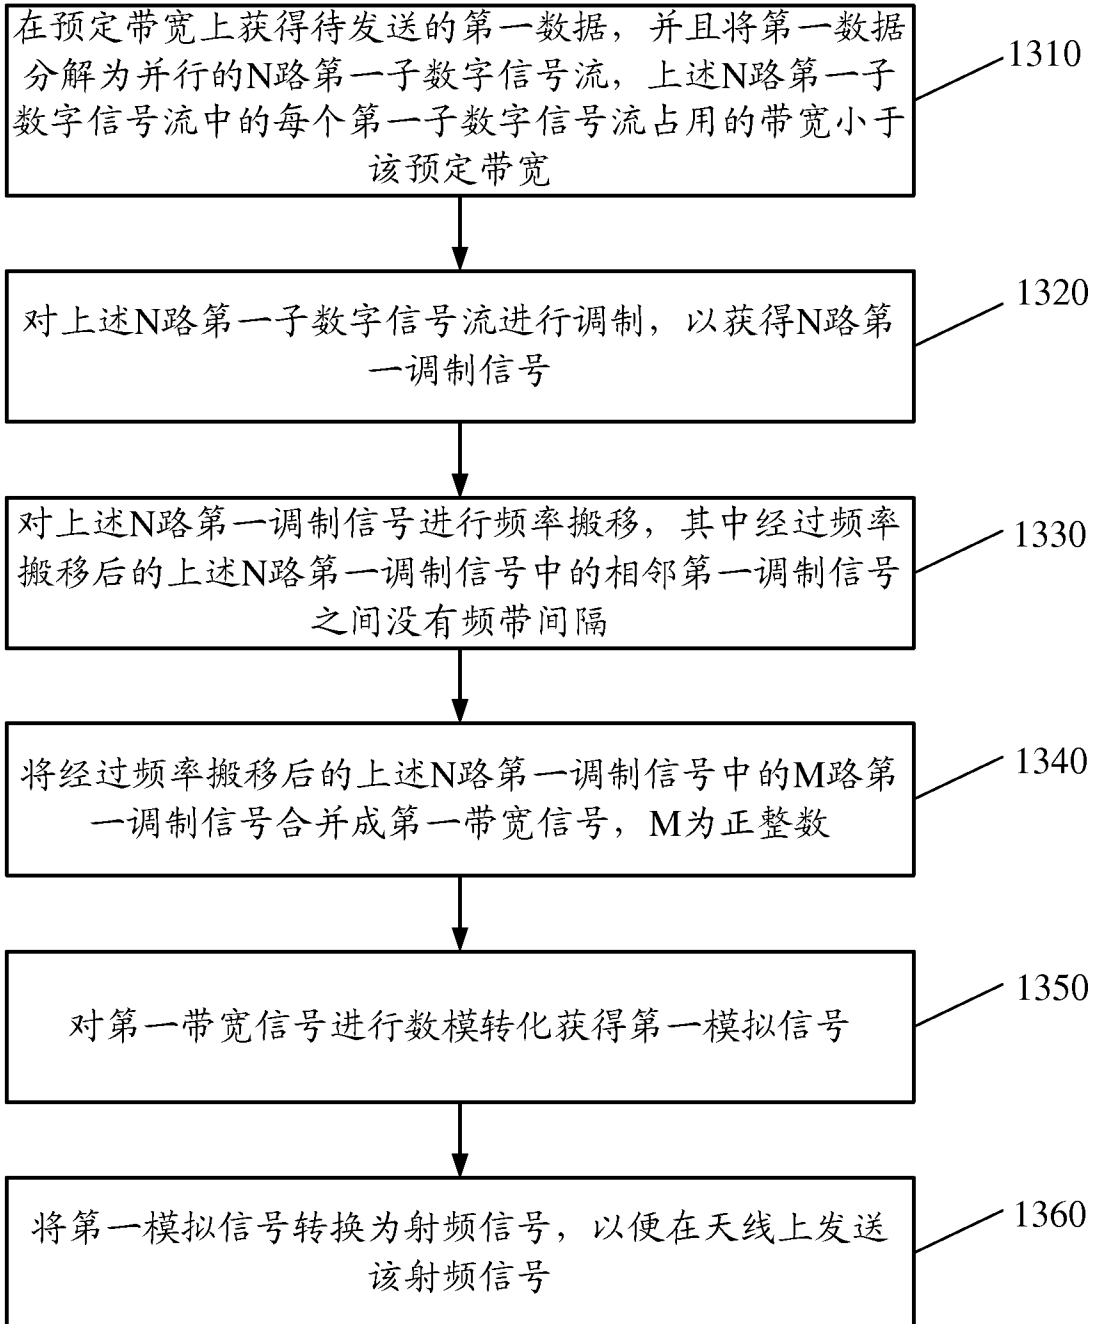 在预定带宽上获得待发送的第一数据，并且将第一数据
分解为并行的N路第一子数字信号流，上述N路第一子
数字信号流中的每个第一子数字信号流占用的带宽小于
该预定带宽
1310
对上述N路第一子数字信号流进行调制，以获得N路第
一调制信号
1320
对上述N路第一调制信号进行频率搬移，其中经过频率
搬移后的上述N路第一调制信号中的相邻第一调制信号
之间没有频带间隔
1330
将经过频率搬移后的上述N路第一调制信号中的M路第
一调制信号合并成第一带宽信号，M为正整数
1340
对第一带宽信号进行数模转化获得第一模拟信号
1350
将第一模拟信号转换为射频信号，以便在天线上发送
该射频信号
1360